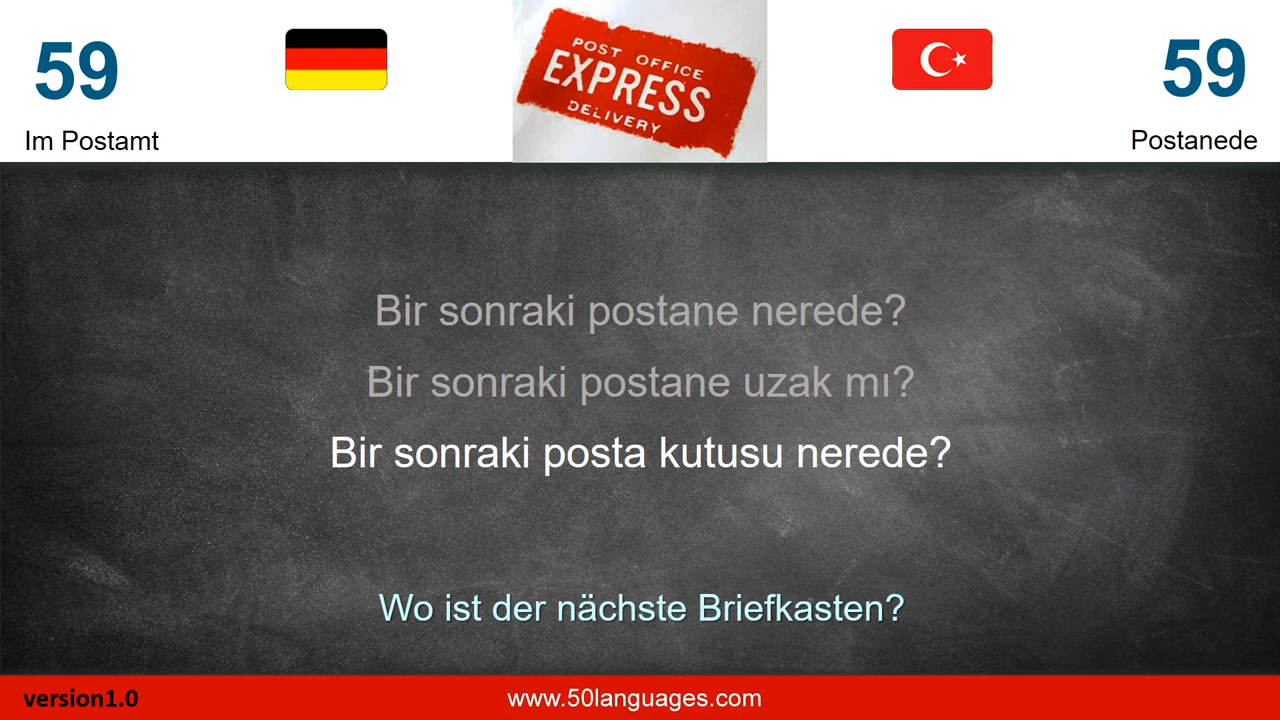 59
Im Postamt
POST OFFICE
EXPRESS
DELIVERY
59
Postanede
Bir sonraki postane nerede?
Bir sonraki postane uzak mı?
Bir sonraki posta kutusu nerede?
Wo ist der nächste Briefkasten?
version1.0
www.50languages.com